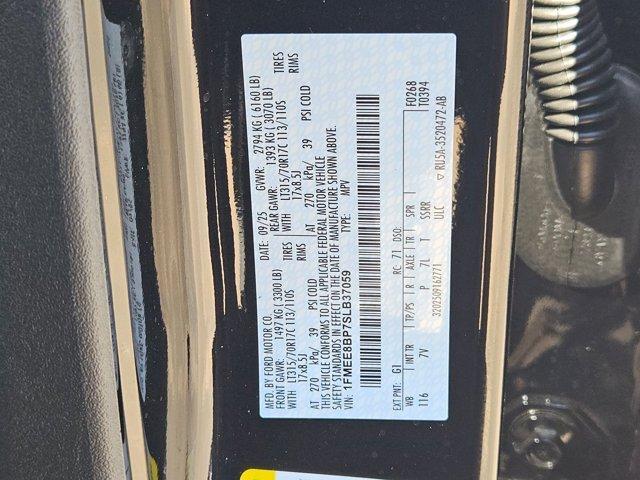 MFD. BY FORD MOTOR CO.
DATE: 09/25 GVWR: 2794 KG ( 6160 LB)
FRONT GAWR: 1497 KG ( 3300 LB) REAR GAWR: 1393 KG ( 3070 LB)
WITH LT315/70R17C 113/110S TIRES WITH LT315/70R17C 113/110S TIRES
17x8.5J RIMS 17x8.5J RIMS
AT 270 kPa/ 39 PSI COLD AT 270 kPa/ 39 PSI COLD
THIS VEHICLE CONFORMS TO ALL APPLICABLE FEDERAL MOTOR VEHICLE
SAFETY STANDARDS IN EFFECT ON THE DATE OF MANUFACTURE SHOWN ABOVE.
VIN: 1FMEE8BP7SLB37059 TYPE: MPV
F0268
T0394
3202509162771
EXT PNT: G1 RC: 71 DSO:
WB INT TR TP/PS R AXLE TR SPR
116 7V P 7L T SSRR
ULC ▽ RU5A-3520472-AB